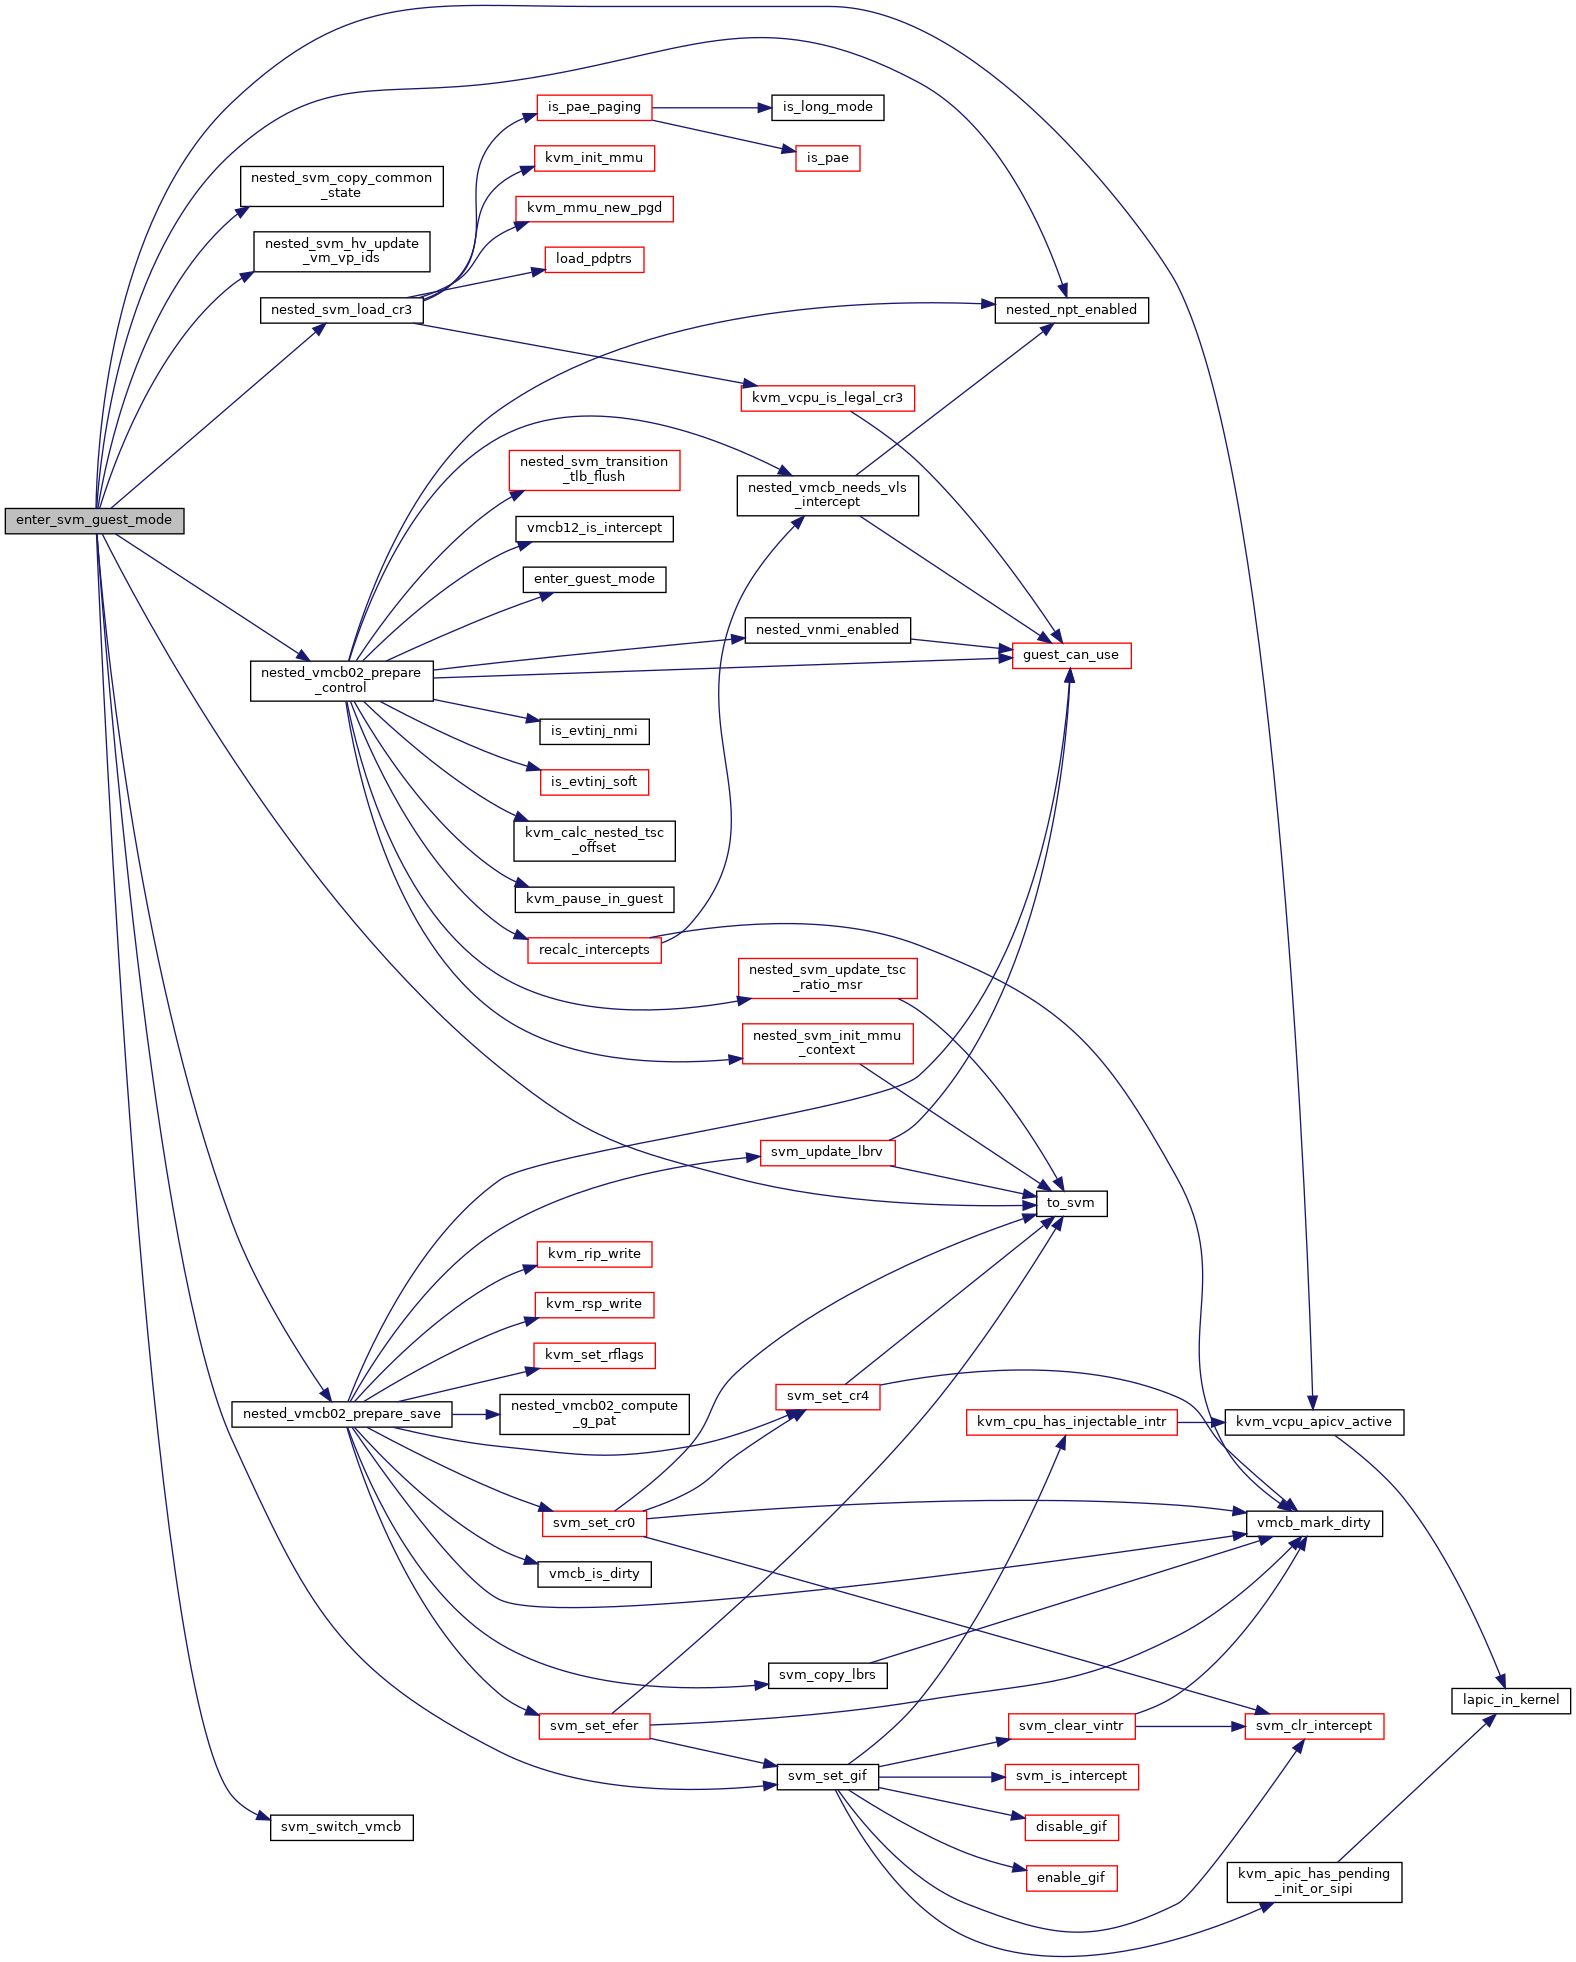 enter_svm_guest_mode
nested_svm_copy_common
_state
nested_svm_hv_update
_vm_vp_ids
nested_svm_load_cr3
nested_vmcb02_prepare
_control
nested_vmcb02_prepare_save
svm_switch_vmcb
is_pae_paging
kvm_init_mmu
kvm_mmu_new_pgd
load_pdptrs
nested_svm_transition
_tlb_flush
vmcb12_is_intercept
enter_guest_mode
is_evtinj_nmi
is_evtinj_soft
kvm_calc_nested_tsc
_offset
kvm_pause_in_guest
recalc_intercepts
kvm_rip_write
kvm_rsp_write
kvm_set_rflags
nested_vmcb02_compute
_g_pat
svm_set_cr0
vmcb_is_dirty
svm_set_efer
is_long_mode
is_pae
kvm_vcpu_is_legal_cr3
nested_vmcb_needs_vls
_intercept
nested_vnmi_enabled
nested_svm_update_tsc
_ratio_msr
nested_svm_init_mmu
_context
svm_update_lbrv
svm_set_cr4
svm_copy_lbrs
svm_set_gif
nested_npt_enabled
guest_can_use
to_svm
kvm_cpu_has_injectable_intr
svm_clear_vintr
svm_is_intercept
disable_gif
enable_gif
kvm_vcpu_apicv_active
vmcb_mark_dirty
svm_clr_intercept
kvm_apic_has_pending
_init_or_sipi
lapic_in_kernel